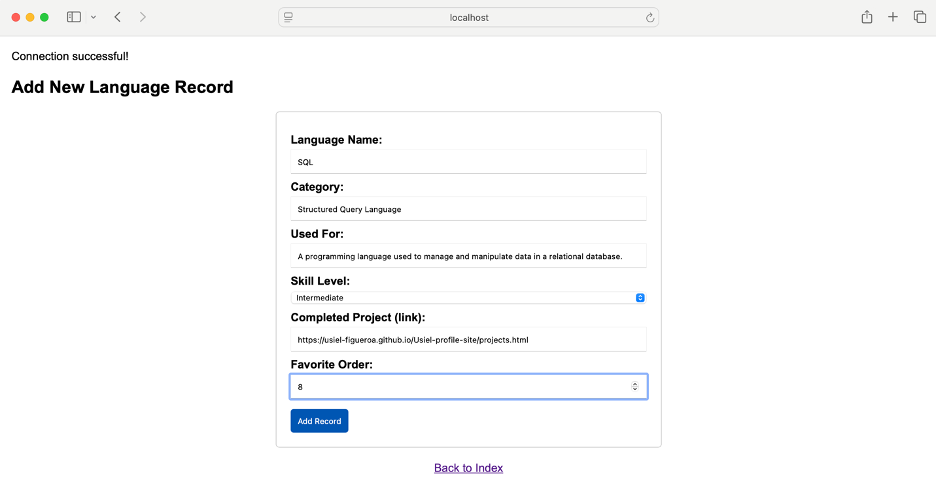 localhost
Connection successful!
Add New Language Record
Language Name:
SQL
Category:
Structured Query Language
Used For:
A programming language used to manage and manipulate data in a relational database.
Skill Level:
Intermediate
Completed Project (link):
https://usiel-figueroa.github.io/Usiel-profile-site/projects.html
Favorite Order:
8
Add Record
Back to Index